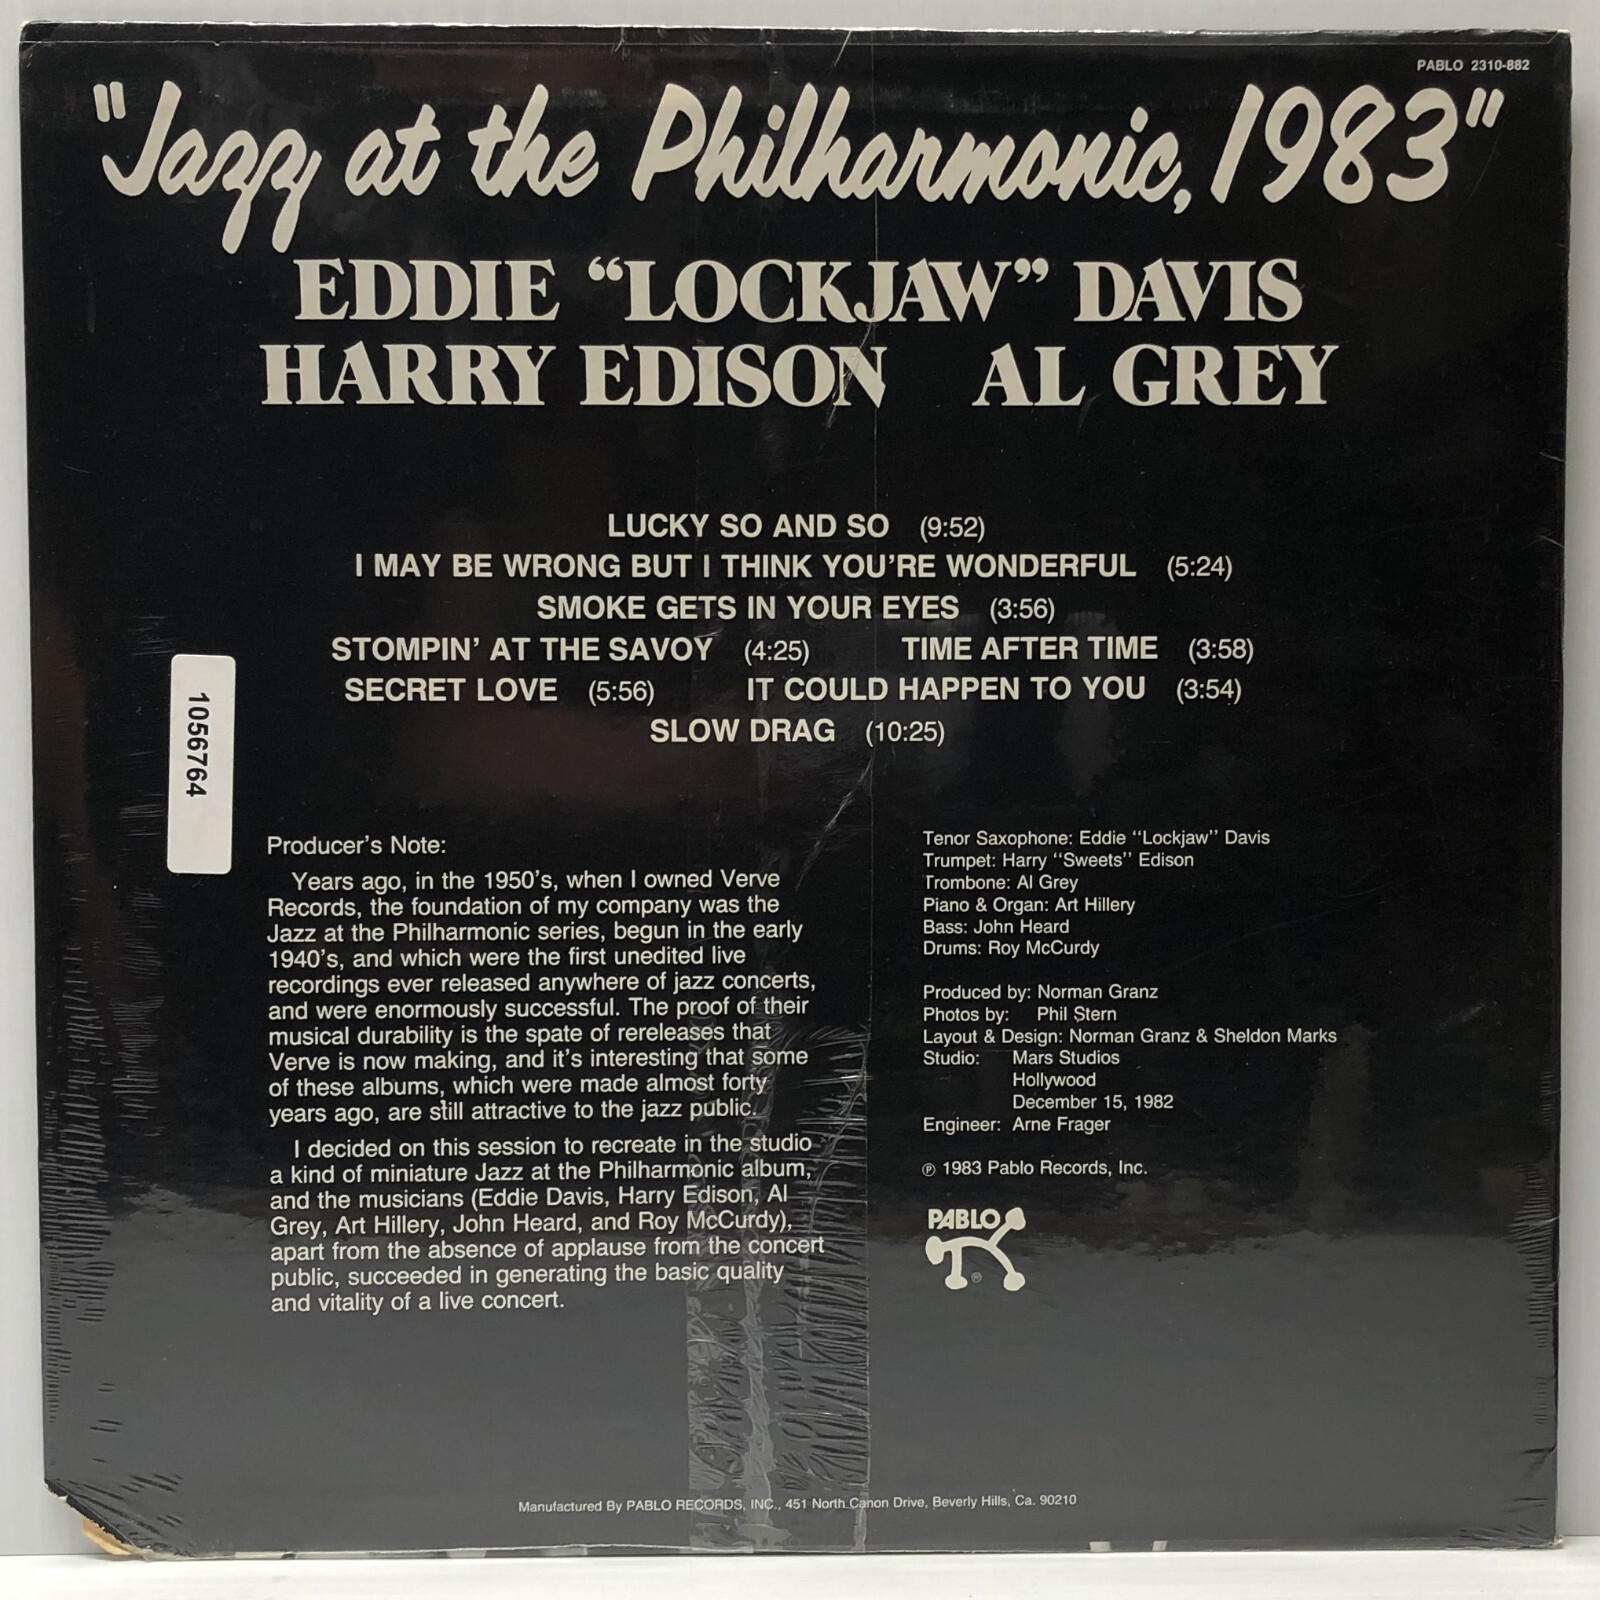 PABLO 2310-882
"Jazz at the Philharmonic, 1983"
EDDIE “LOCKJAW” DAVIS
HARRY EDISON AL GREY
LUCKY SO AND SO (9:52)
I MAY BE WRONG BUT I THINK YOU'RE WONDERFUL (5:24)
SMOKE GETS IN YOUR EYES (3:56)
STOMPIN' AT THE SAVOY (4:25) TIME AFTER TIME (3:58)
SECRET LOVE (5:56) IT COULD HAPPEN TO YOU (3:54)
SLOW DRAG (10:25)
1056764
Producer's Note:
Years ago, in the 1950's, when I owned Verve
Records, the foundation of my company was the
Jazz at the Philharmonic series, begun in the early
1940's, and which were the first unedited live
recordings ever released anywhere of jazz concerts,
and were enormously successful. The proof of their
musical durability is the spate of rereleases that
Verve is now making, and it's interesting that some
of these albums, which were made almost forty
years ago, are still attractive to the jazz public.
I decided on this session to recreate in the studio
a kind of miniature Jazz at the Philharmonic album,
and the musicians (Eddie Davis, Harry Edison, Al
Grey, Art Hillery, John Heard, and Roy McCurdy),
apart from the absence of applause from the concert
public, succeeded in generating the basic quality
and vitality of a live concert.
Tenor Saxophone: Eddie "Lockjaw" Davis
Trumpet: Harry "Sweets" Edison
Trombone: Al Grey
Piano & Organ: Art Hillery
Bass: John Heard
Drums: Roy McCurdy
Produced by: Norman Granz
Photos by: Phil Stern
Layout & Design: Norman Granz & Sheldon Marks
Studio: Mars Studios
Hollywood
December 15, 1982
Engineer: Arne Frager
℗ 1983 Pablo Records, Inc.
PABLO
®
Manufactured By PABLO RECORDS, INC., 451 North Canon Drive, Beverly Hills, Ca. 90210